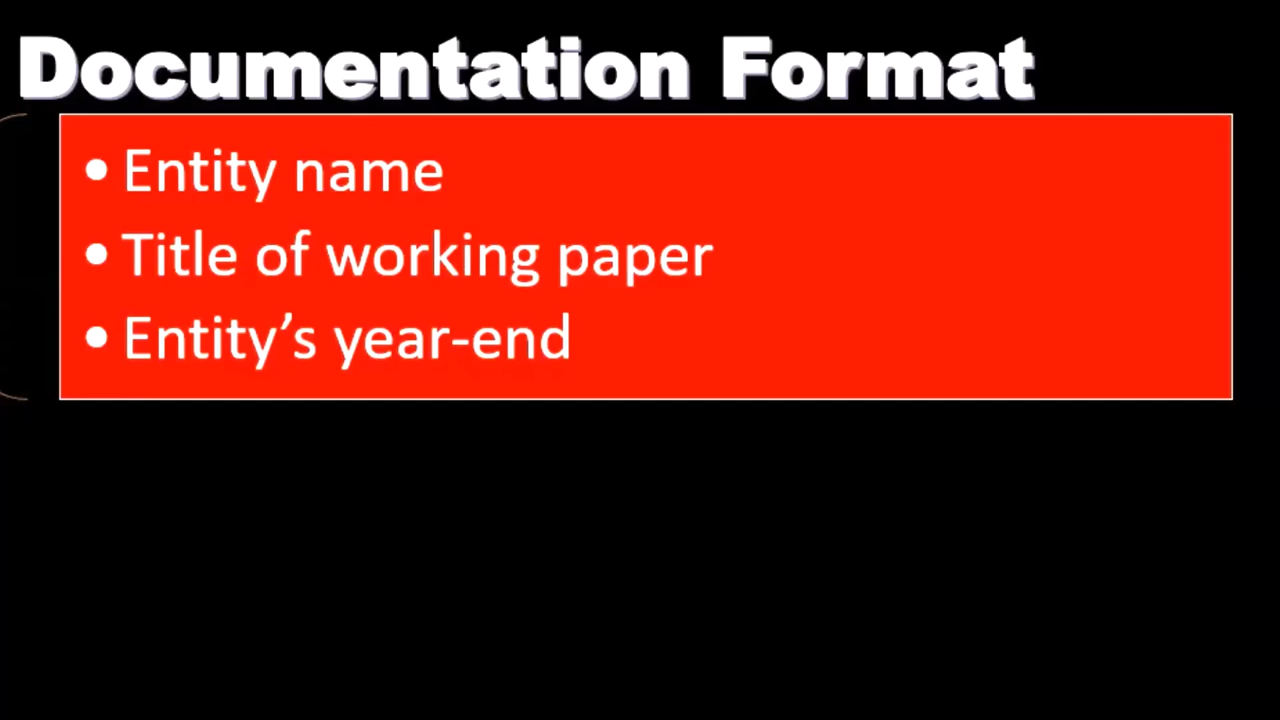 Documentation Format
• Entity name
• Title of working paper
• Entity’s year-end